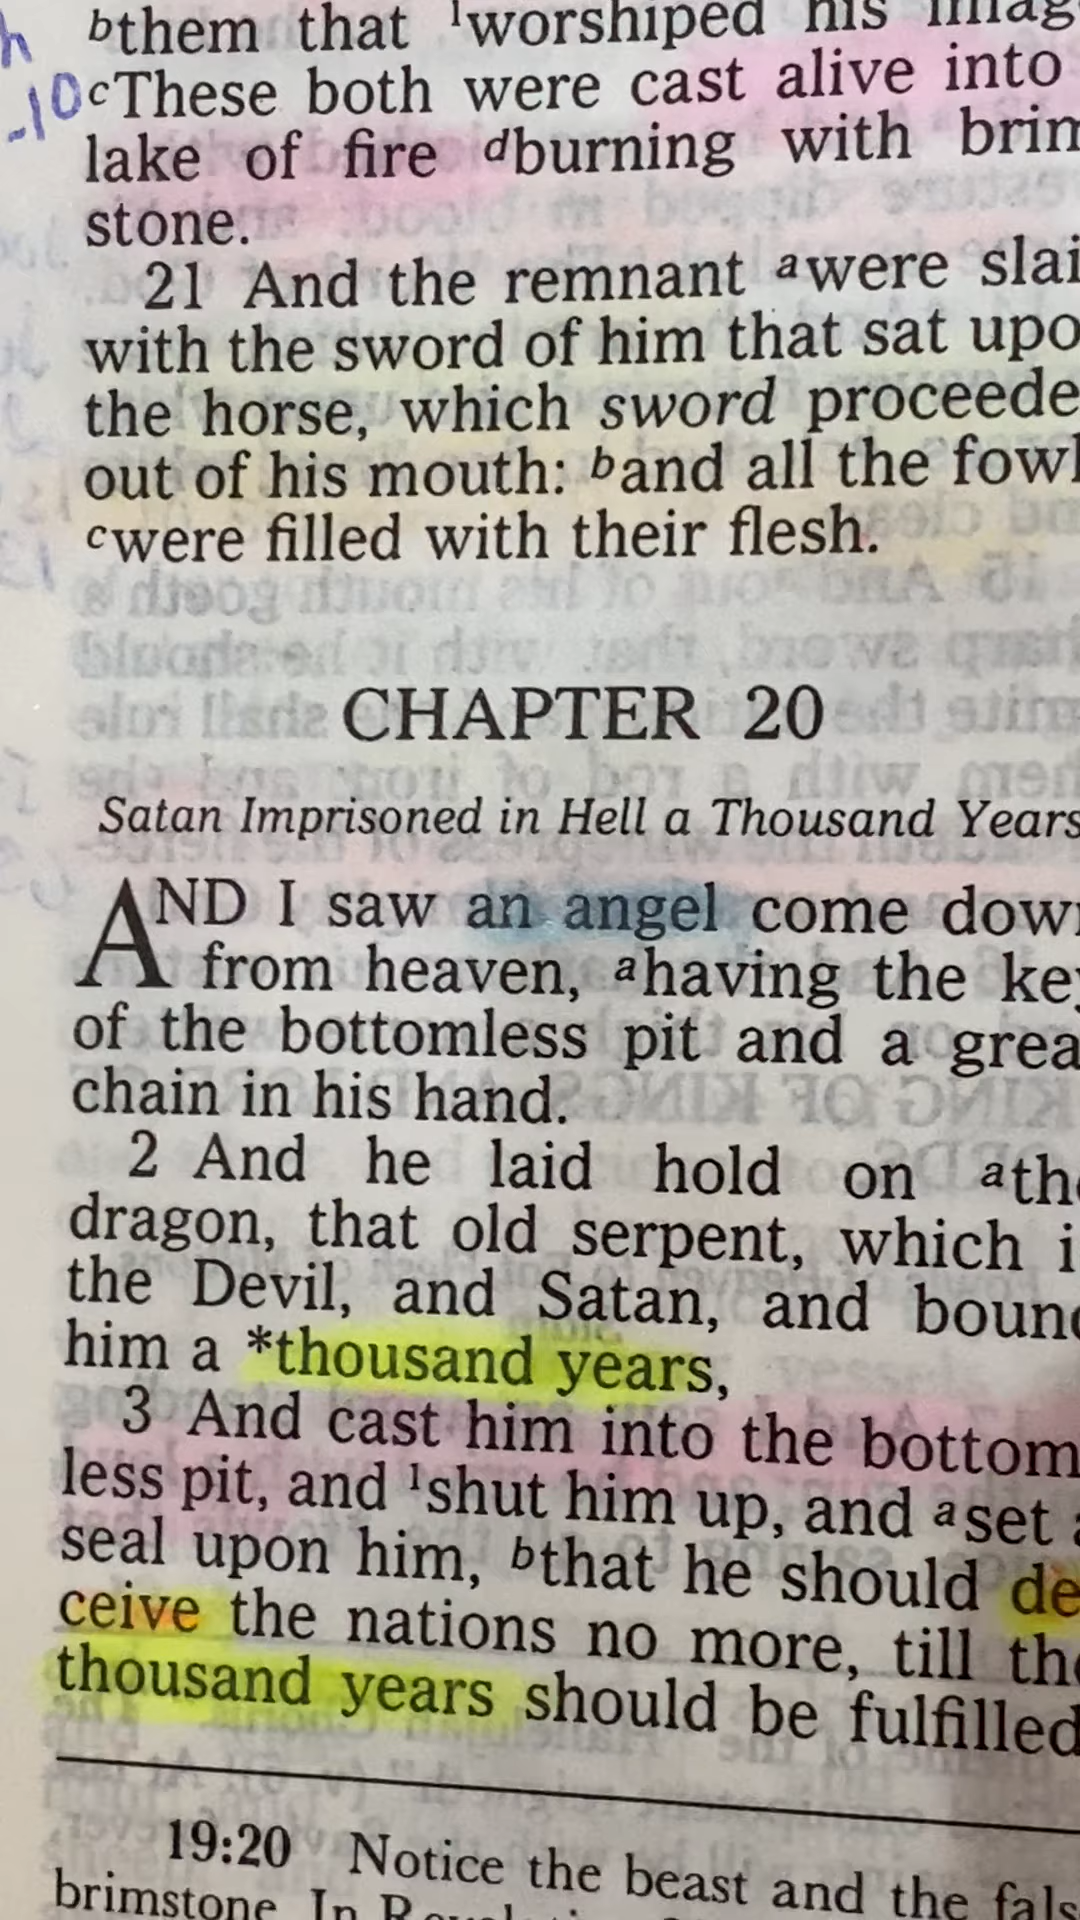 bthem that 1worshiped his imag
-10 cThese both were cast alive into
lake of fire dburning with brim
stone.
21 And the remnant awere slai
with the sword of him that sat upo
the horse, which sword proceede
out of his mouth: band all the fowl
cwere filled with their flesh.
CHAPTER 20
Satan Imprisoned in Hell a Thousand Years
AND I saw an angel come down
from heaven, ahaving the key
of the bottomless pit and a grea
chain in his hand.
2 And he laid hold on athe
dragon, that old serpent, which i
the Devil, and Satan, and bound
him a *thousand years,
3 And cast him into the bottom
less pit, and 1shut him up, and aset a
seal upon him, bthat he should de
ceive the nations no more, till the
thousand years should be fulfilled
19:20 Notice the beast and the fals
brimstone. In